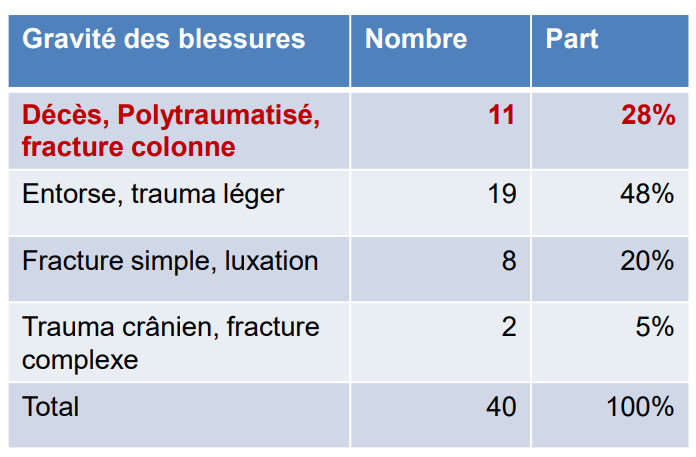 Gravité des blessures Nombre Part
Décès, Polytraumatisé,
fracture colonne 11 28%
Entorse, trauma léger 19 48%
Fracture simple, luxation 8 20%
Trauma crânien, fracture
complexe 2 5%
Total 40 100%